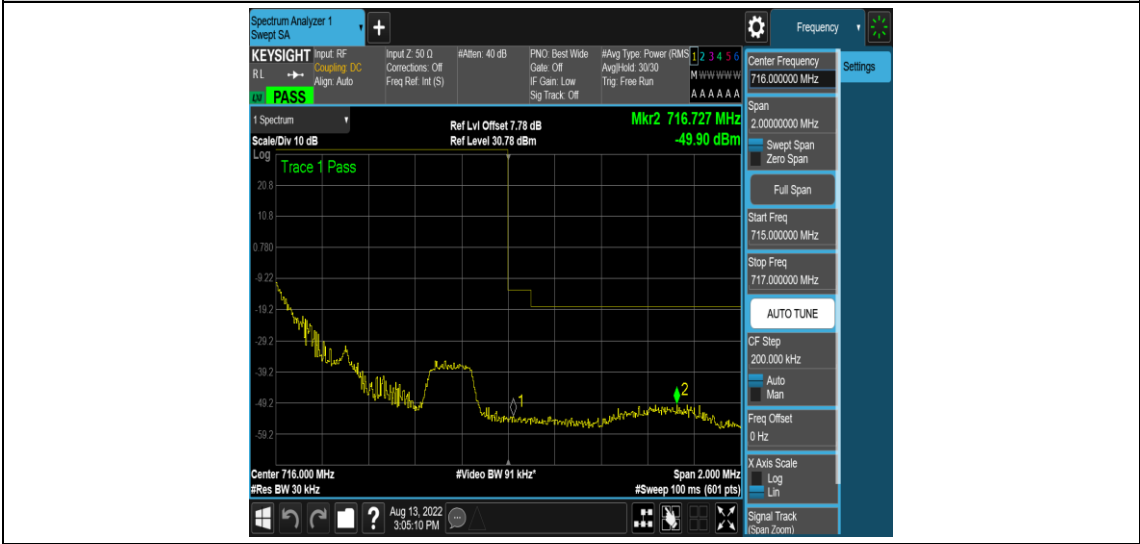 Spectrum Analyzer 1
Swept SA
Frequency
KEYSIGHT
RL
PASS
Input: RF
Coupling: DC
Align: Auto
Input Z: 50 Ω
Corrections: Off
Freq Ref: Int (S)
#Atten: 40 dB
PNO: Best Wide
Gate: Off
IF Gain: Low
Sig Track: Off
#Avg Type: Power (RMS
Avg|Hold: 30/30
Trig: Free Run
1 2 3 4 5 6
M W W W W W
A A A A A A
1 Spectrum
Scale/Div 10 dB
Ref Lvl Offset 7.78 dB
Ref Level 30.78 dBm
Mkr2 716.727 MHz
-49.90 dBm
Log
Trace 1 Pass
20.8
10.8
0.780
-9.22
-19.2
-29.2
-39.2
-49.2
-59.2
1
2
Center 716.000 MHz
#Video BW 91 kHz*
Span 2.000 MHz
#Res BW 30 kHz
#Sweep 100 ms (601 pts)
?
Aug 13, 2022
3:05:10 PM
Settings
Center Frequency
716.000000 MHz
Span
2.00000000 MHz
Swept Span
Zero Span
Full Span
Start Freq
715.000000 MHz
Stop Freq
717.000000 MHz
AUTO TUNE
CF Step
200.000 kHz
Auto
Man
Freq Offset
0 Hz
X Axis Scale
Log
Lin
Signal Track
(Span Zoom)